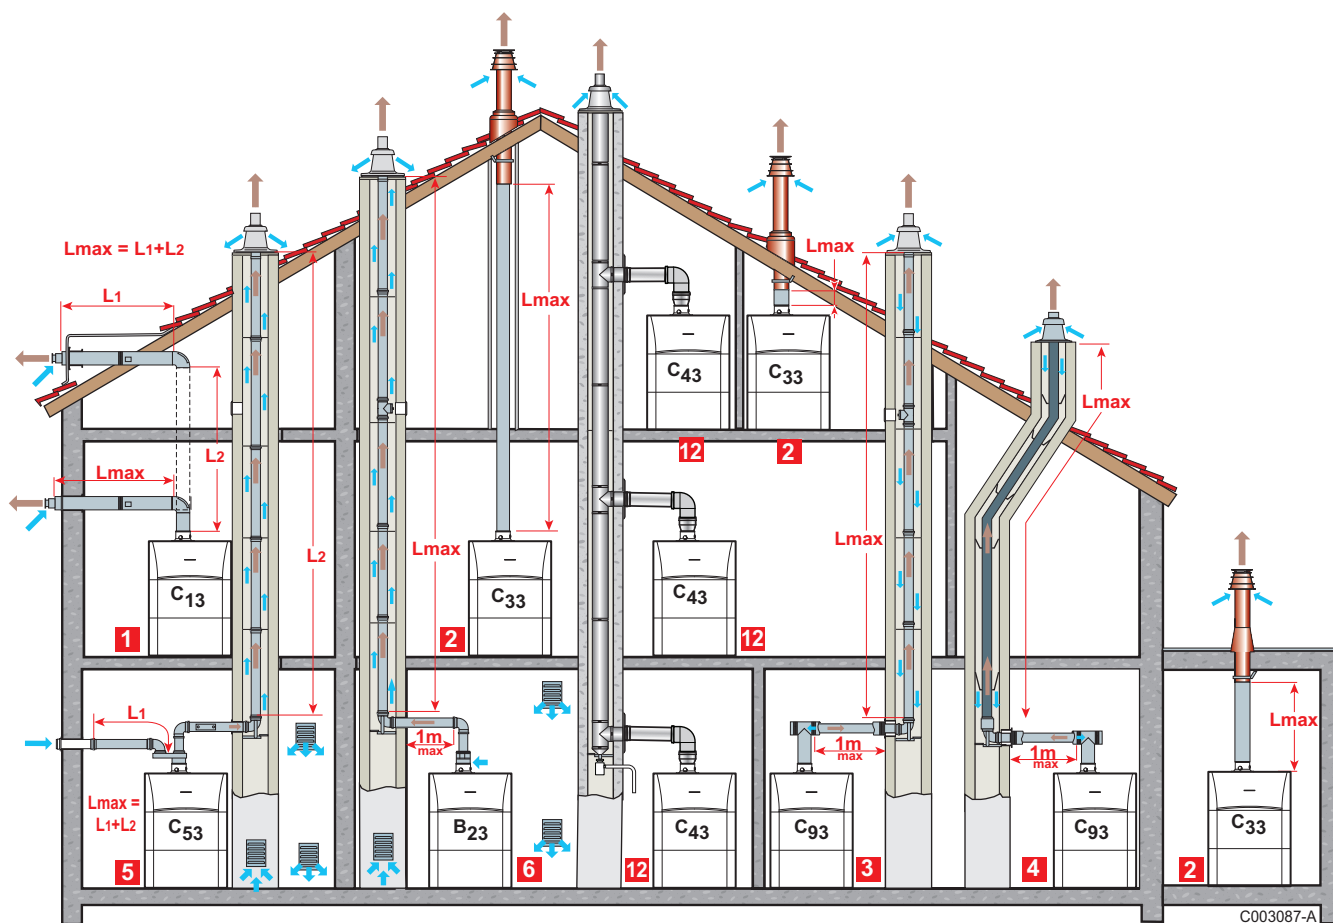 Lmax = L1+L2
L1
Lmax
Lmax
C43
C33
12
2
Lmax
L2
Lmax
L2
Lmax
Lmax
C13
C33
C43
1
2
12
L1
1m
max
1m
max
1m
max
Lmax
Lmax =
L1+L2
C53
B23
C43
C93
C93
C33
5
6
12
3
4
2
C003087-A